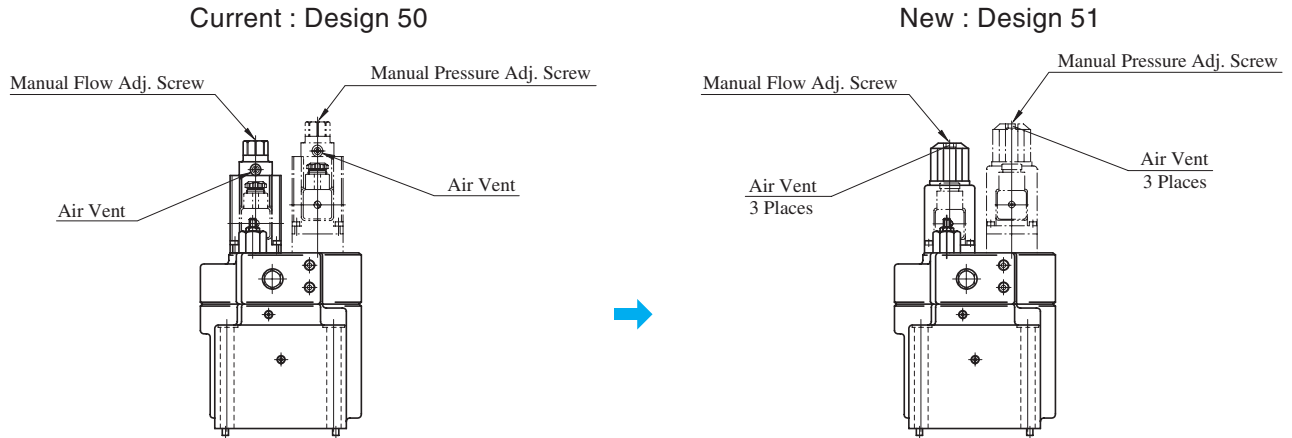 Current : Design 50
Manual Flow Adj. Screw
Manual Pressure Adj. Screw
Air Vent
Air Vent
New : Design 51
Manual Flow Adj. Screw
Manual Pressure Adj. Screw
Air Vent
3 Places
Air Vent
3 Places